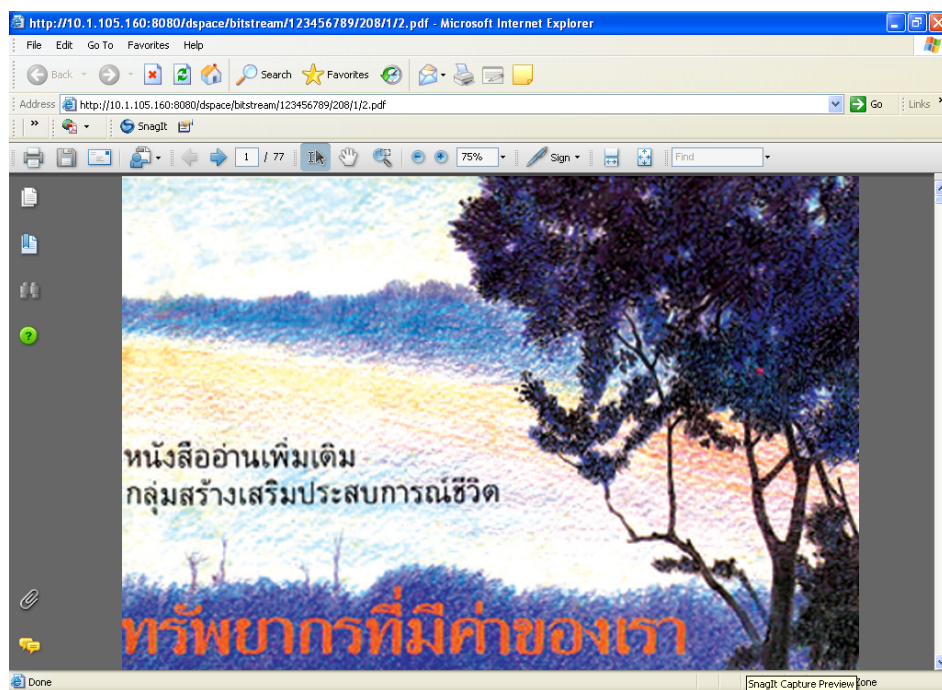 http://10.1.105.160:8080/dspace/bitstream/123456789/208/1/2.pdf - Microsoft Internet Explorer
File Edit Go To Favorites Help
Back Search Favorites
Address http://10.1.105.160:8080/dspace/bitstream/123456789/208/1/2.pdf Go Links »
» SnagIt
1 / 77 75% Sign Find
หนังสืออ่านเพิ่มเติม
กลุ่มสร้างเสริมประสบการณ์ชีวิต
ทรัพยากรที่มีค่าของเรา
Done SnagIt Capture Preview Zone